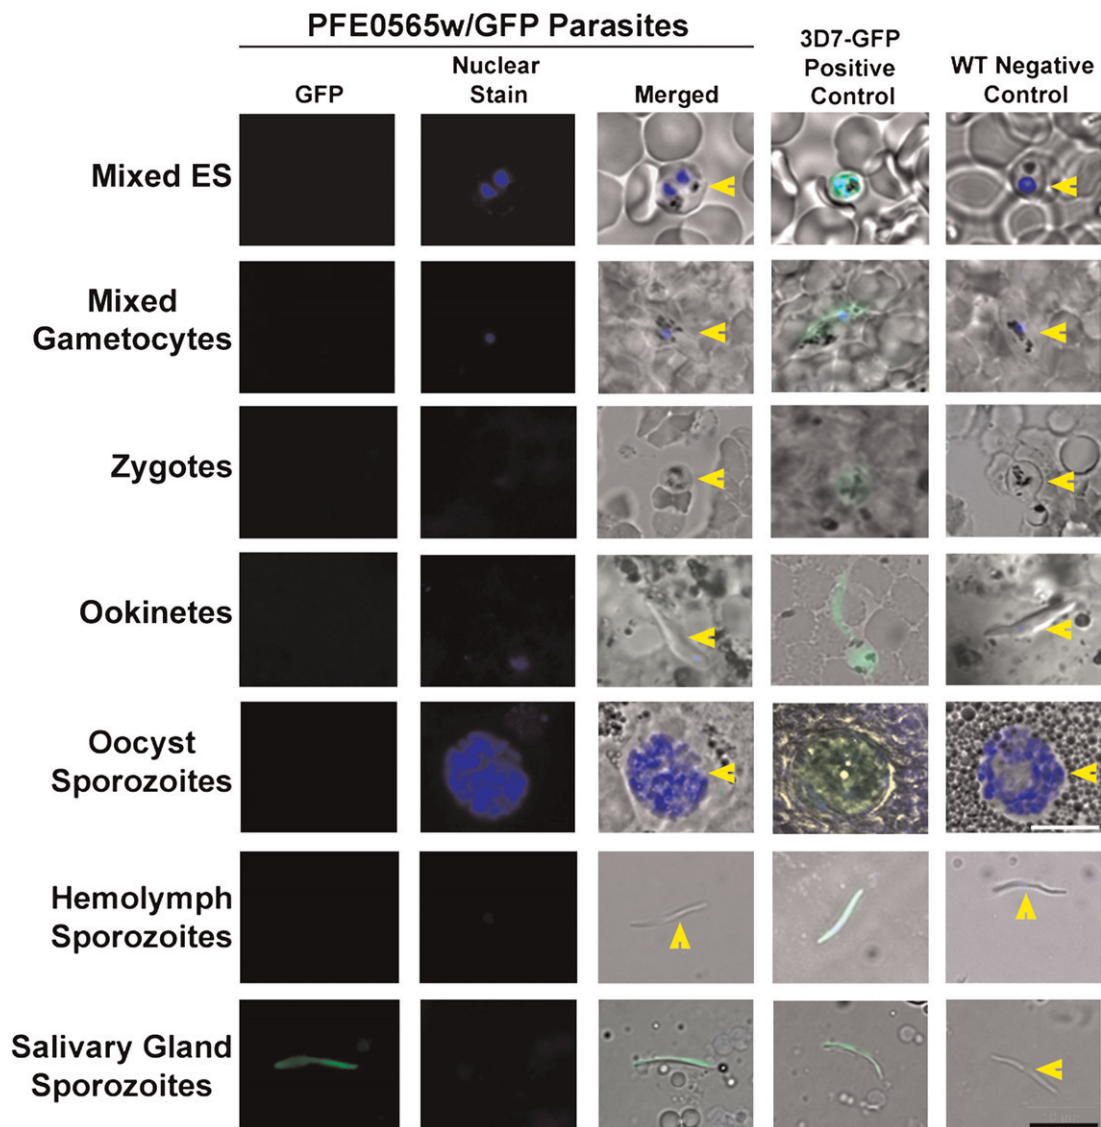 PFE0565w/GFP Parasites
GFP
Nuclear
Stain
Merged
3D7-GFP
Positive
Control
WT Negative
Control
Mixed ES
Mixed
Gametocytes
Zygotes
Ookinetes
Oocyst
Sporozoites
Hemolymph
Sporozoites
Salivary Gland
Sporozoites